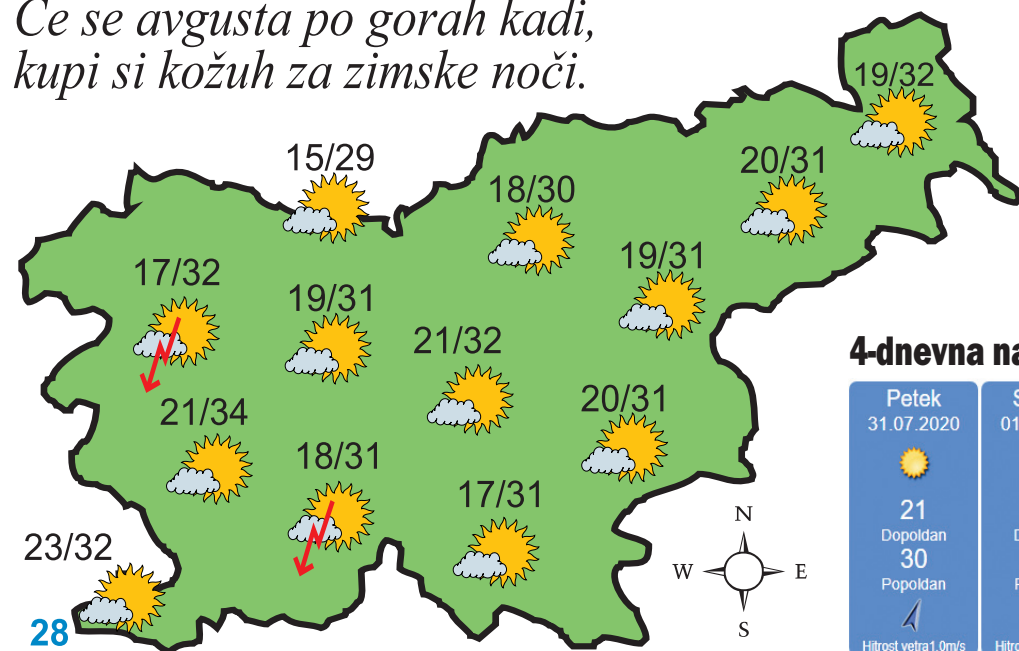 Če se avgusta po gorah kadi,
kupi si kožuh za zimske noči.
19/32
15/29
20/31
18/30
19/31
17/32
19/31
21/32
21/34
20/31
18/31
17/31
23/32
28
N
W
E
S
4-dnevna na
Petek
31.07.2020
21
Dopoldan
30
Popoldan
Hitrost vetra1.0m/s
S
01
D
P
Hitro